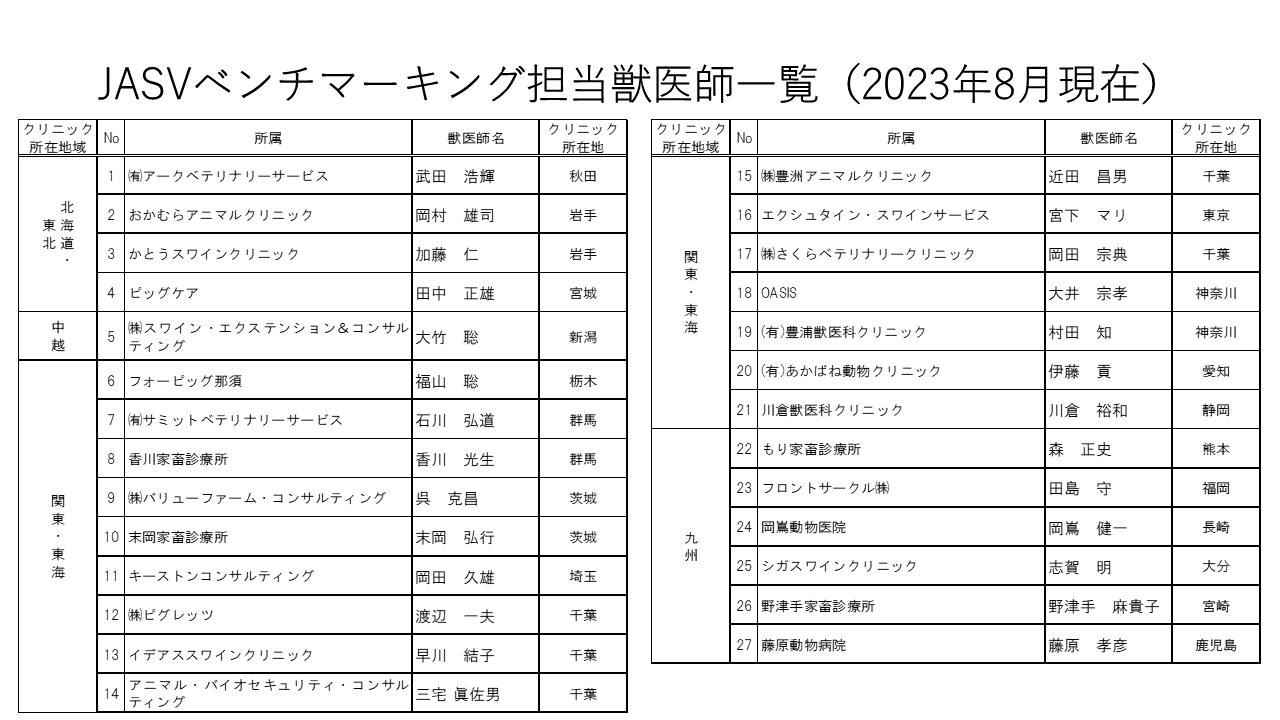 JASVベンチマーキング担当獣医師一覧（2023年8月現在）
クリニック所在地域 No 所属 獣医師名 クリニック所在地
北海道・東北
1 ㈲アークベテリナリーサービス 武田　浩輝 秋田
2 おかむらアニマルクリニック 岡村　雄司 岩手
3 かとうスワインクリニック 加藤　仁 岩手
4 ピッグケア 田中　正雄 宮城
中越
5 ㈱スワイン・エクステンション＆コンサル
ティング 大竹　聡 新潟
関東・東海
6 フォーピッグ那須 福山　聡 栃木
7 ㈲サミットベテリナリーサービス 石川　弘道 群馬
8 香川家畜診療所 香川　光生 群馬
9 ㈱バリューファーム・コンサルティング 呉　克昌 茨城
10 末岡家畜診療所 末岡　弘行 茨城
11 キーストンコンサルティング 岡田　久雄 埼玉
12 ㈱ピグレッツ 渡辺　一夫 千葉
13 イデアススワインクリニック 早川　結子 千葉
14 アニマル・バイオセキュリティ・コンサル
ティング 三宅 眞佐男 千葉
クリニック所在地域 No 所属 獣医師名 クリニック所在地
関東・東海
15 ㈱豊洲アニマルクリニック 近田　昌男 千葉
16 エクシュタイン・スワインサービス 宮下　マリ 東京
17 ㈱さくらベテリナリークリニック 岡田　宗典 千葉
18 OASIS 大井　宗孝 神奈川
19 (有)豊浦獣医科クリニック 村田　知 神奈川
20 (有)あかばね動物クリニック 伊藤　貢 愛知
21 川倉獣医科クリニック 川倉　裕和 静岡
九州
22 もり家畜診療所 森　正史 熊本
23 フロントサークル㈱ 田島　守 福岡
24 岡嶌動物医院 岡嶌　健一 長崎
25 シガスワインクリニック 志賀　明 大分
26 野津手家畜診療所 野津手　麻貴子 宮崎
27 藤原動物病院 藤原　孝彦 鹿児島